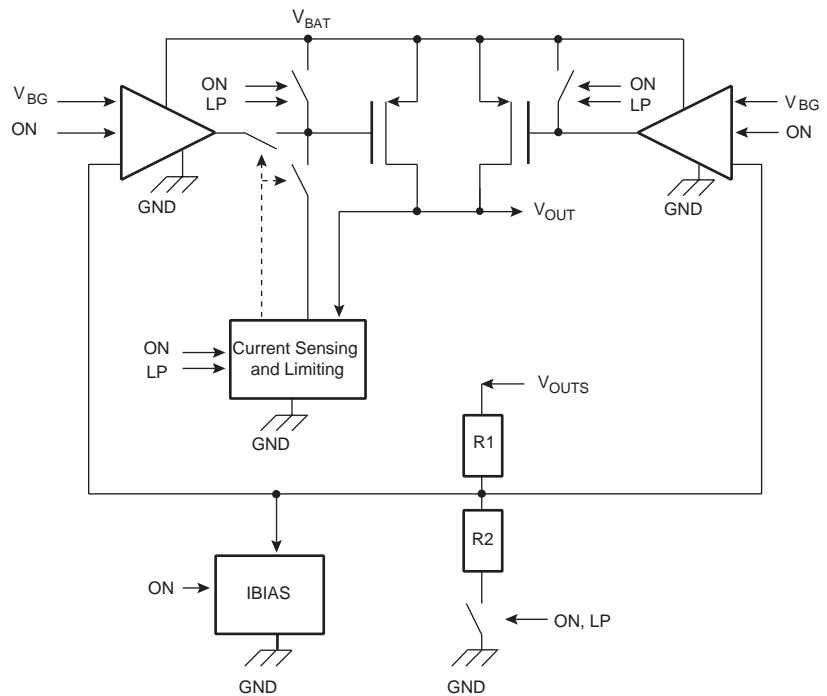 VBAT
VBG
ON
ON
LP
ON
LP
VBG
ON
GND
GND
VOUT
ON
LP
Current Sensing
and Limiting
GND
VOUTS
R1
R2
ON
IBIAS
ON, LP
GND
GND